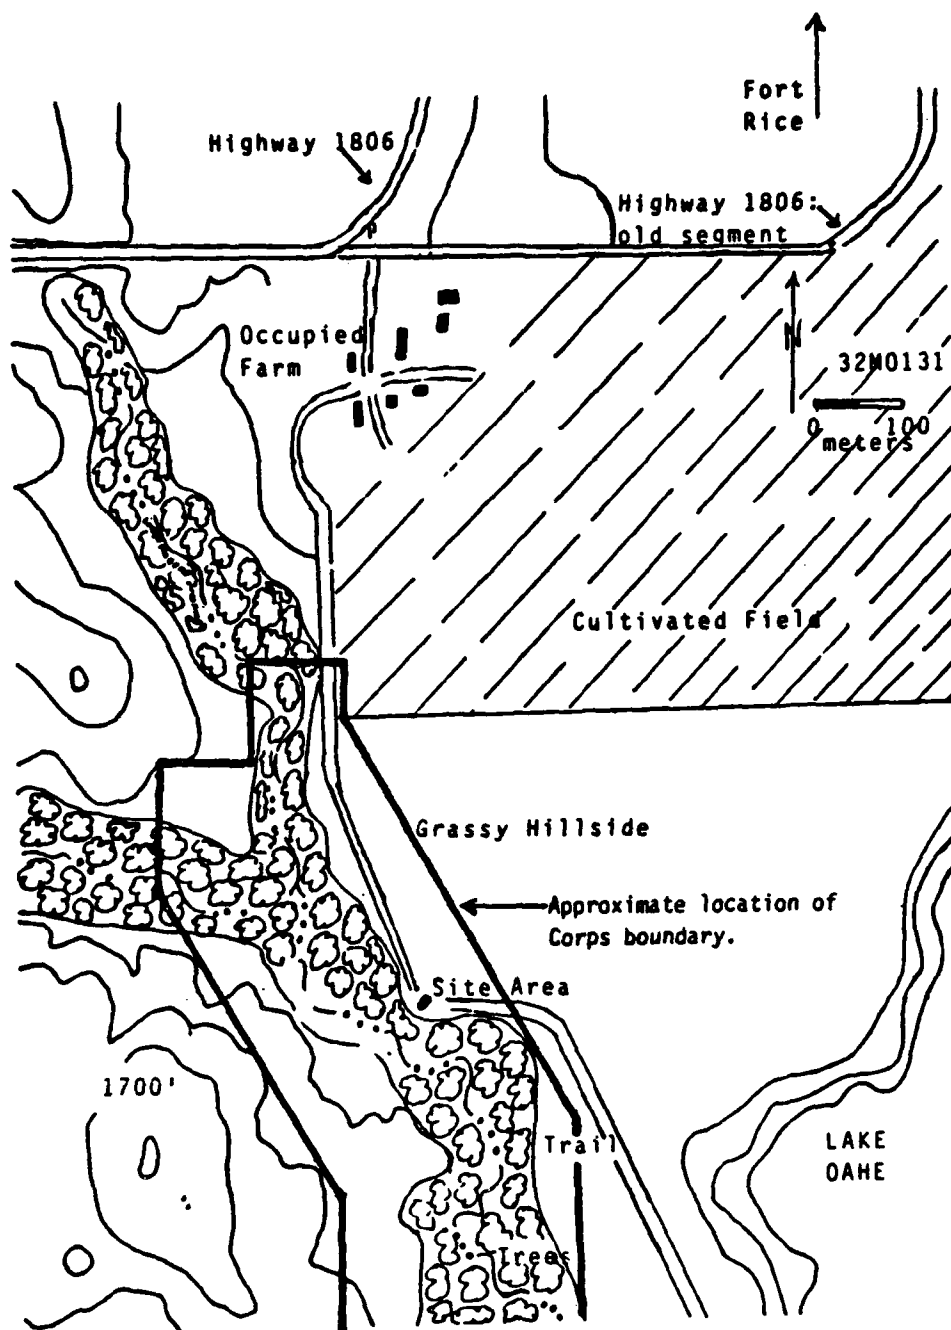 Fort
Rice
Highway 1806
Highway 1806:
old segment
P
N
Occupied
Farm
32MO131
0 100
meters
Cultivated Field
Grassy Hillside
Approximate location of
Corps boundary.
Site Area
1700'
Trail
LAKE
OAHE
Trees